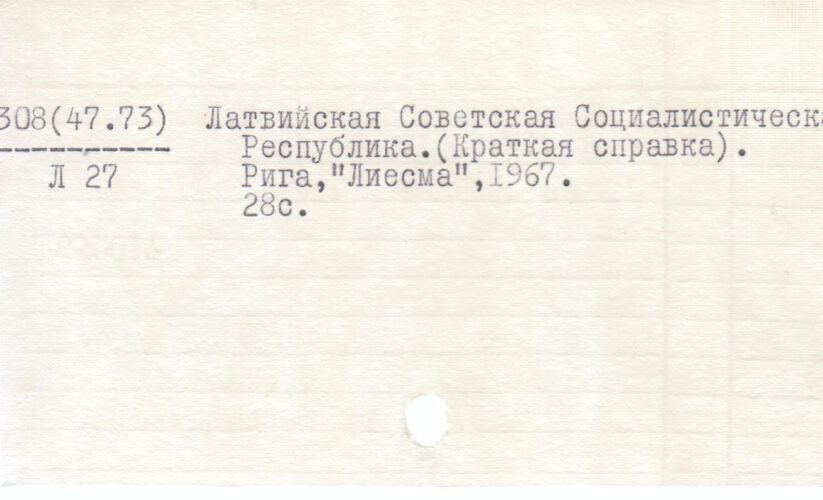 308(47.73) Латвийская Советская Социалистическа
---------- Республика.(Краткая справка).
Л 27 Рига,"Лиесма",1967.
28с.